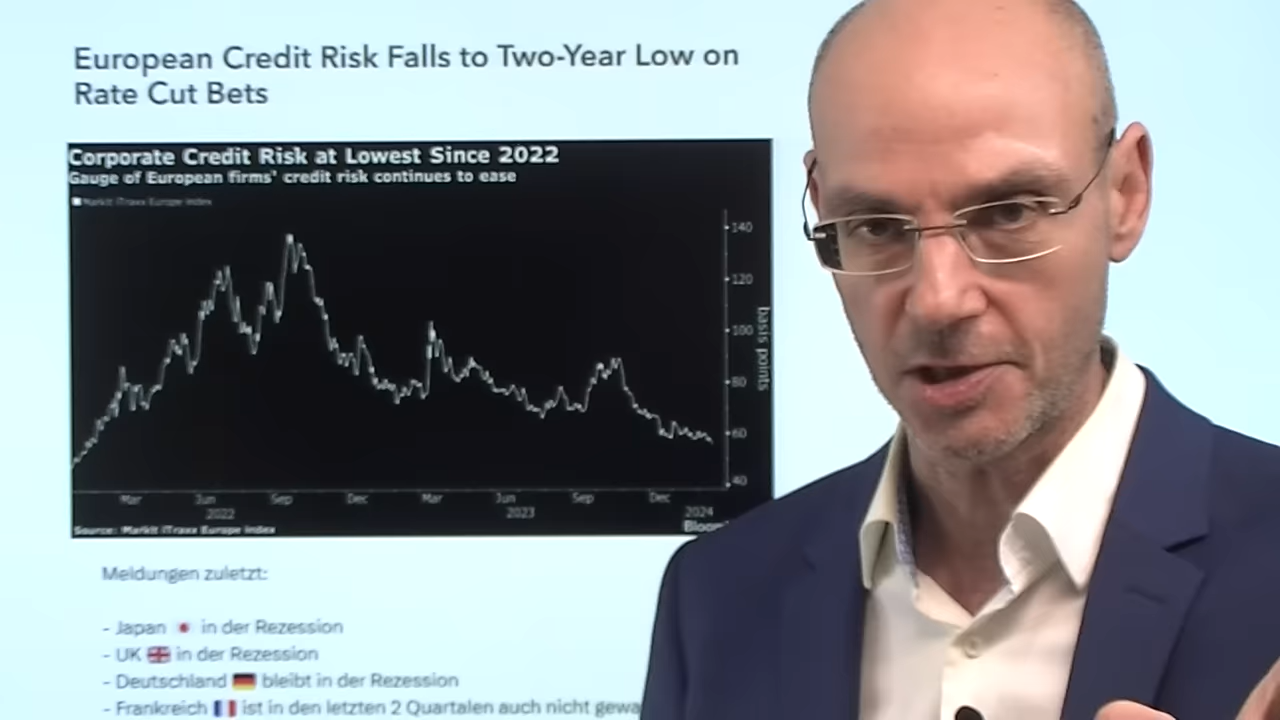 European Credit Risk Falls to Two-Year Low on
Rate Cut Bets
Corporate Credit Risk at Lowest Since 2022
Gauge of European firms' credit risk continues to ease
Markit iTraxx Europe Index
140
120
100
80
60
40
basis points
Mar Jun Sep Dec Mar Jun Sep Dec
2022 2023 2024
Source: Markit iTraxx Europe Index
Bloom
Meldungen zuletzt:
- Japan in der Rezession
- UK in der Rezession
- Deutschland bleibt in der Rezession
- Frankreich ist in den letzten 2 Quartalen auch nicht gewa